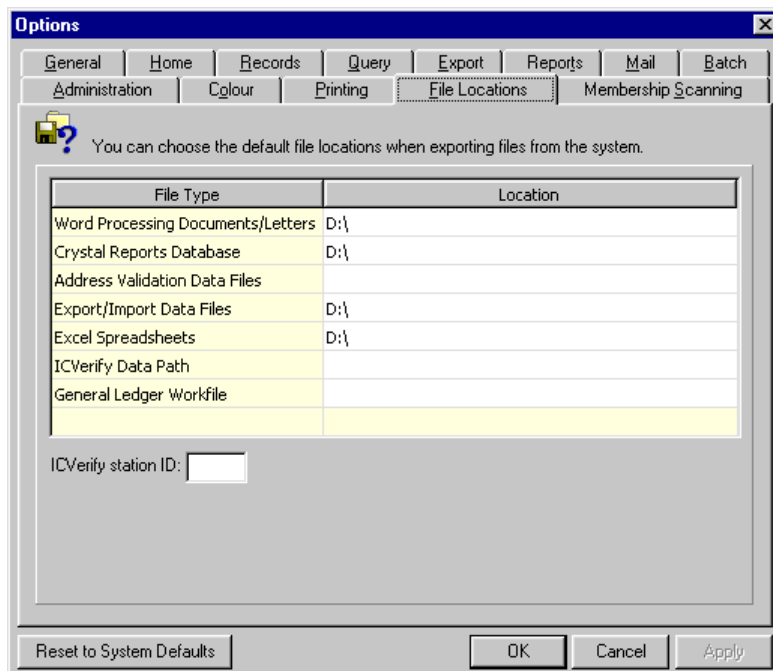 Options
General Home Records Query Export Reports Mail Batch
Administration Colour Printing File Locations Membership Scanning
You can choose the default file locations when exporting files from the system.
File Type Location
Word Processing Documents/Letters D:\
Crystal Reports Database D:\
Address Validation Data Files
Export/Import Data Files D:\
Excel Spreadsheets D:\
ICVerify Data Path
General Ledger Workfile
ICVerify station ID:
Reset to System Defaults OK Cancel Apply